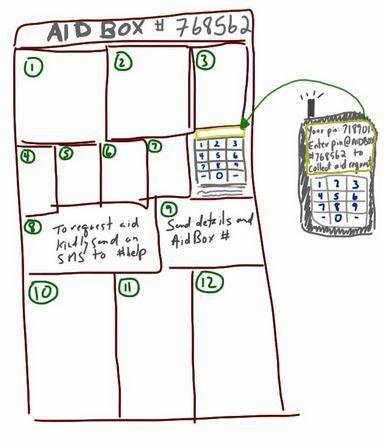 AID BOX # 768562
1
2
3
1 2 3
4 5 6
7 8 9
- 0 -
4
5
6
7
8
To request aid
kindly send an
SMS to #help
9
Send details and
AidBox #
10
11
12
Your pin: 718901
Enter pin@AIDBOX
#768562 to
collect aid request
1 2 3
4 5 6
7 8 9
- 0 -